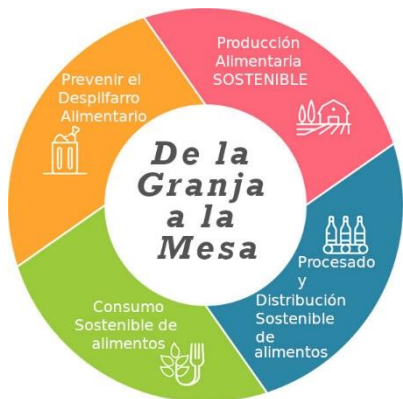 De la
Granja
a la
Mesa
Producción
Alimentaria
SOSTENIBLE
Procesado
y
Distribución
Sostenible
de
alimentos
Consumo
Sostenible de
alimentos
Prevenir el
Despilfarro
Alimentario